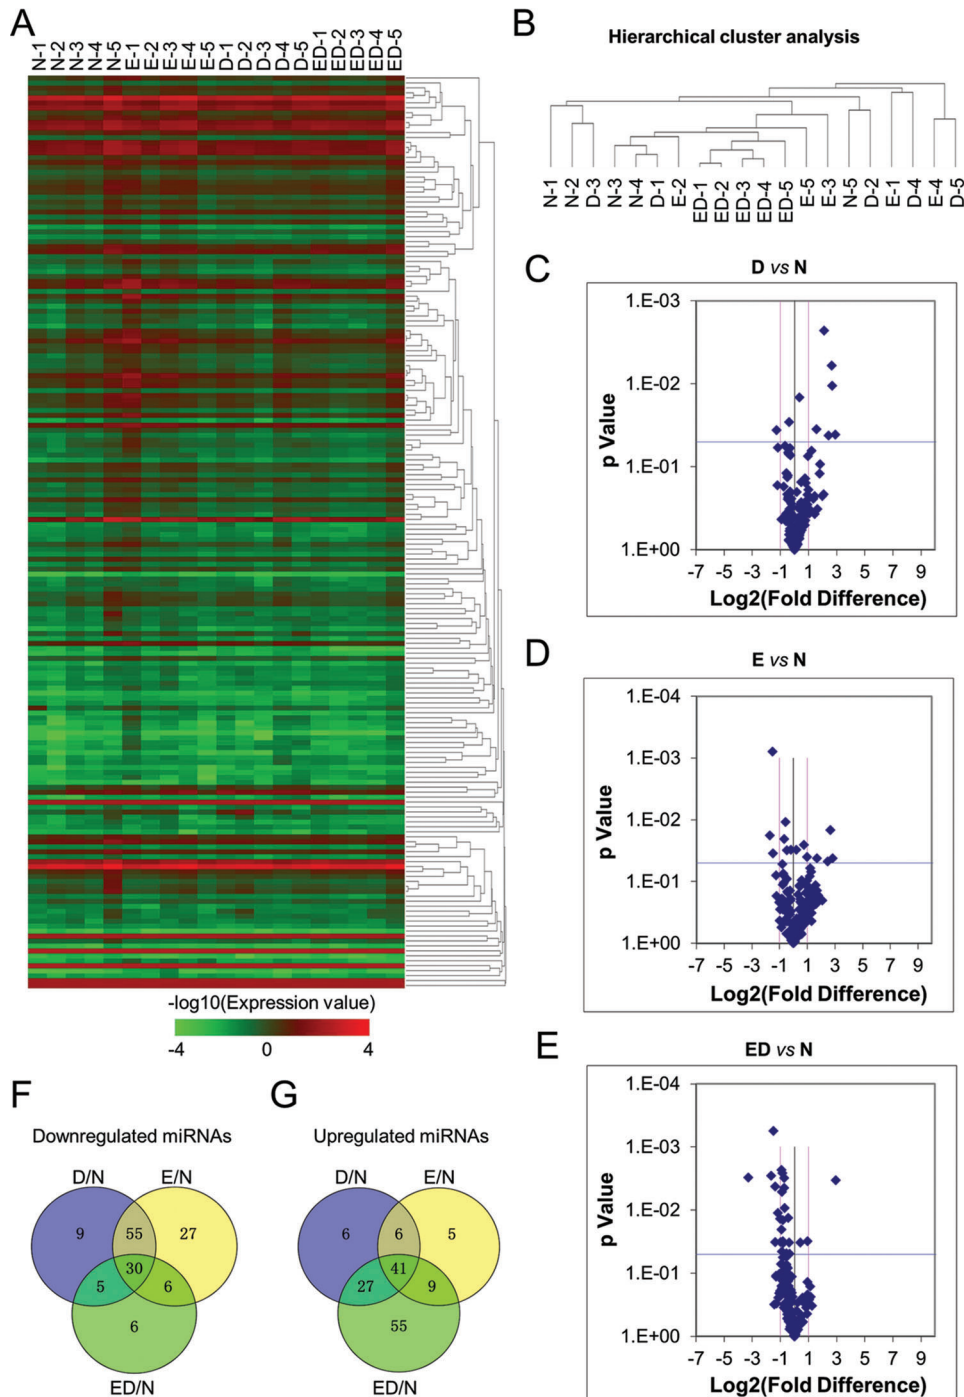 A
N-1 N-2 N-3 N-4 N-5 E-1 E-2 E-3 E-4 E-5 D-1 D-2 D-3 D-4 D-5 ED-1 ED-2 ED-3 ED-4 ED-5
-log10(Expression value)
-4 0 4
B
Hierarchical cluster analysis
N-1 N-2 D-3 N-3 N-4 D-1 E-2 ED-1 ED-2 ED-3 ED-4 ED-5 E-5 E-3 N-5 D-2 E-1 D-4 E-4 D-5
C
D vs N
1.E-03
1.E-02
1.E-01
1.E+00
p Value
-7 -5 -3 -1 1 3 5 7 9
Log2(Fold Difference)
D
E vs N
1.E-04
1.E-03
1.E-02
1.E-01
1.E+00
p Value
-7 -5 -3 -1 1 3 5 7 9
Log2(Fold Difference)
E
ED vs N
1.E-04
1.E-03
1.E-02
1.E-01
1.E+00
p Value
-7 -5 -3 -1 1 3 5 7 9
Log2(Fold Difference)
F
Downregulated miRNAs
D/N E/N
9 55 27
30
5 6
6
ED/N
G
Upregulated miRNAs
D/N E/N
6 6 5
41
27 9
55
ED/N